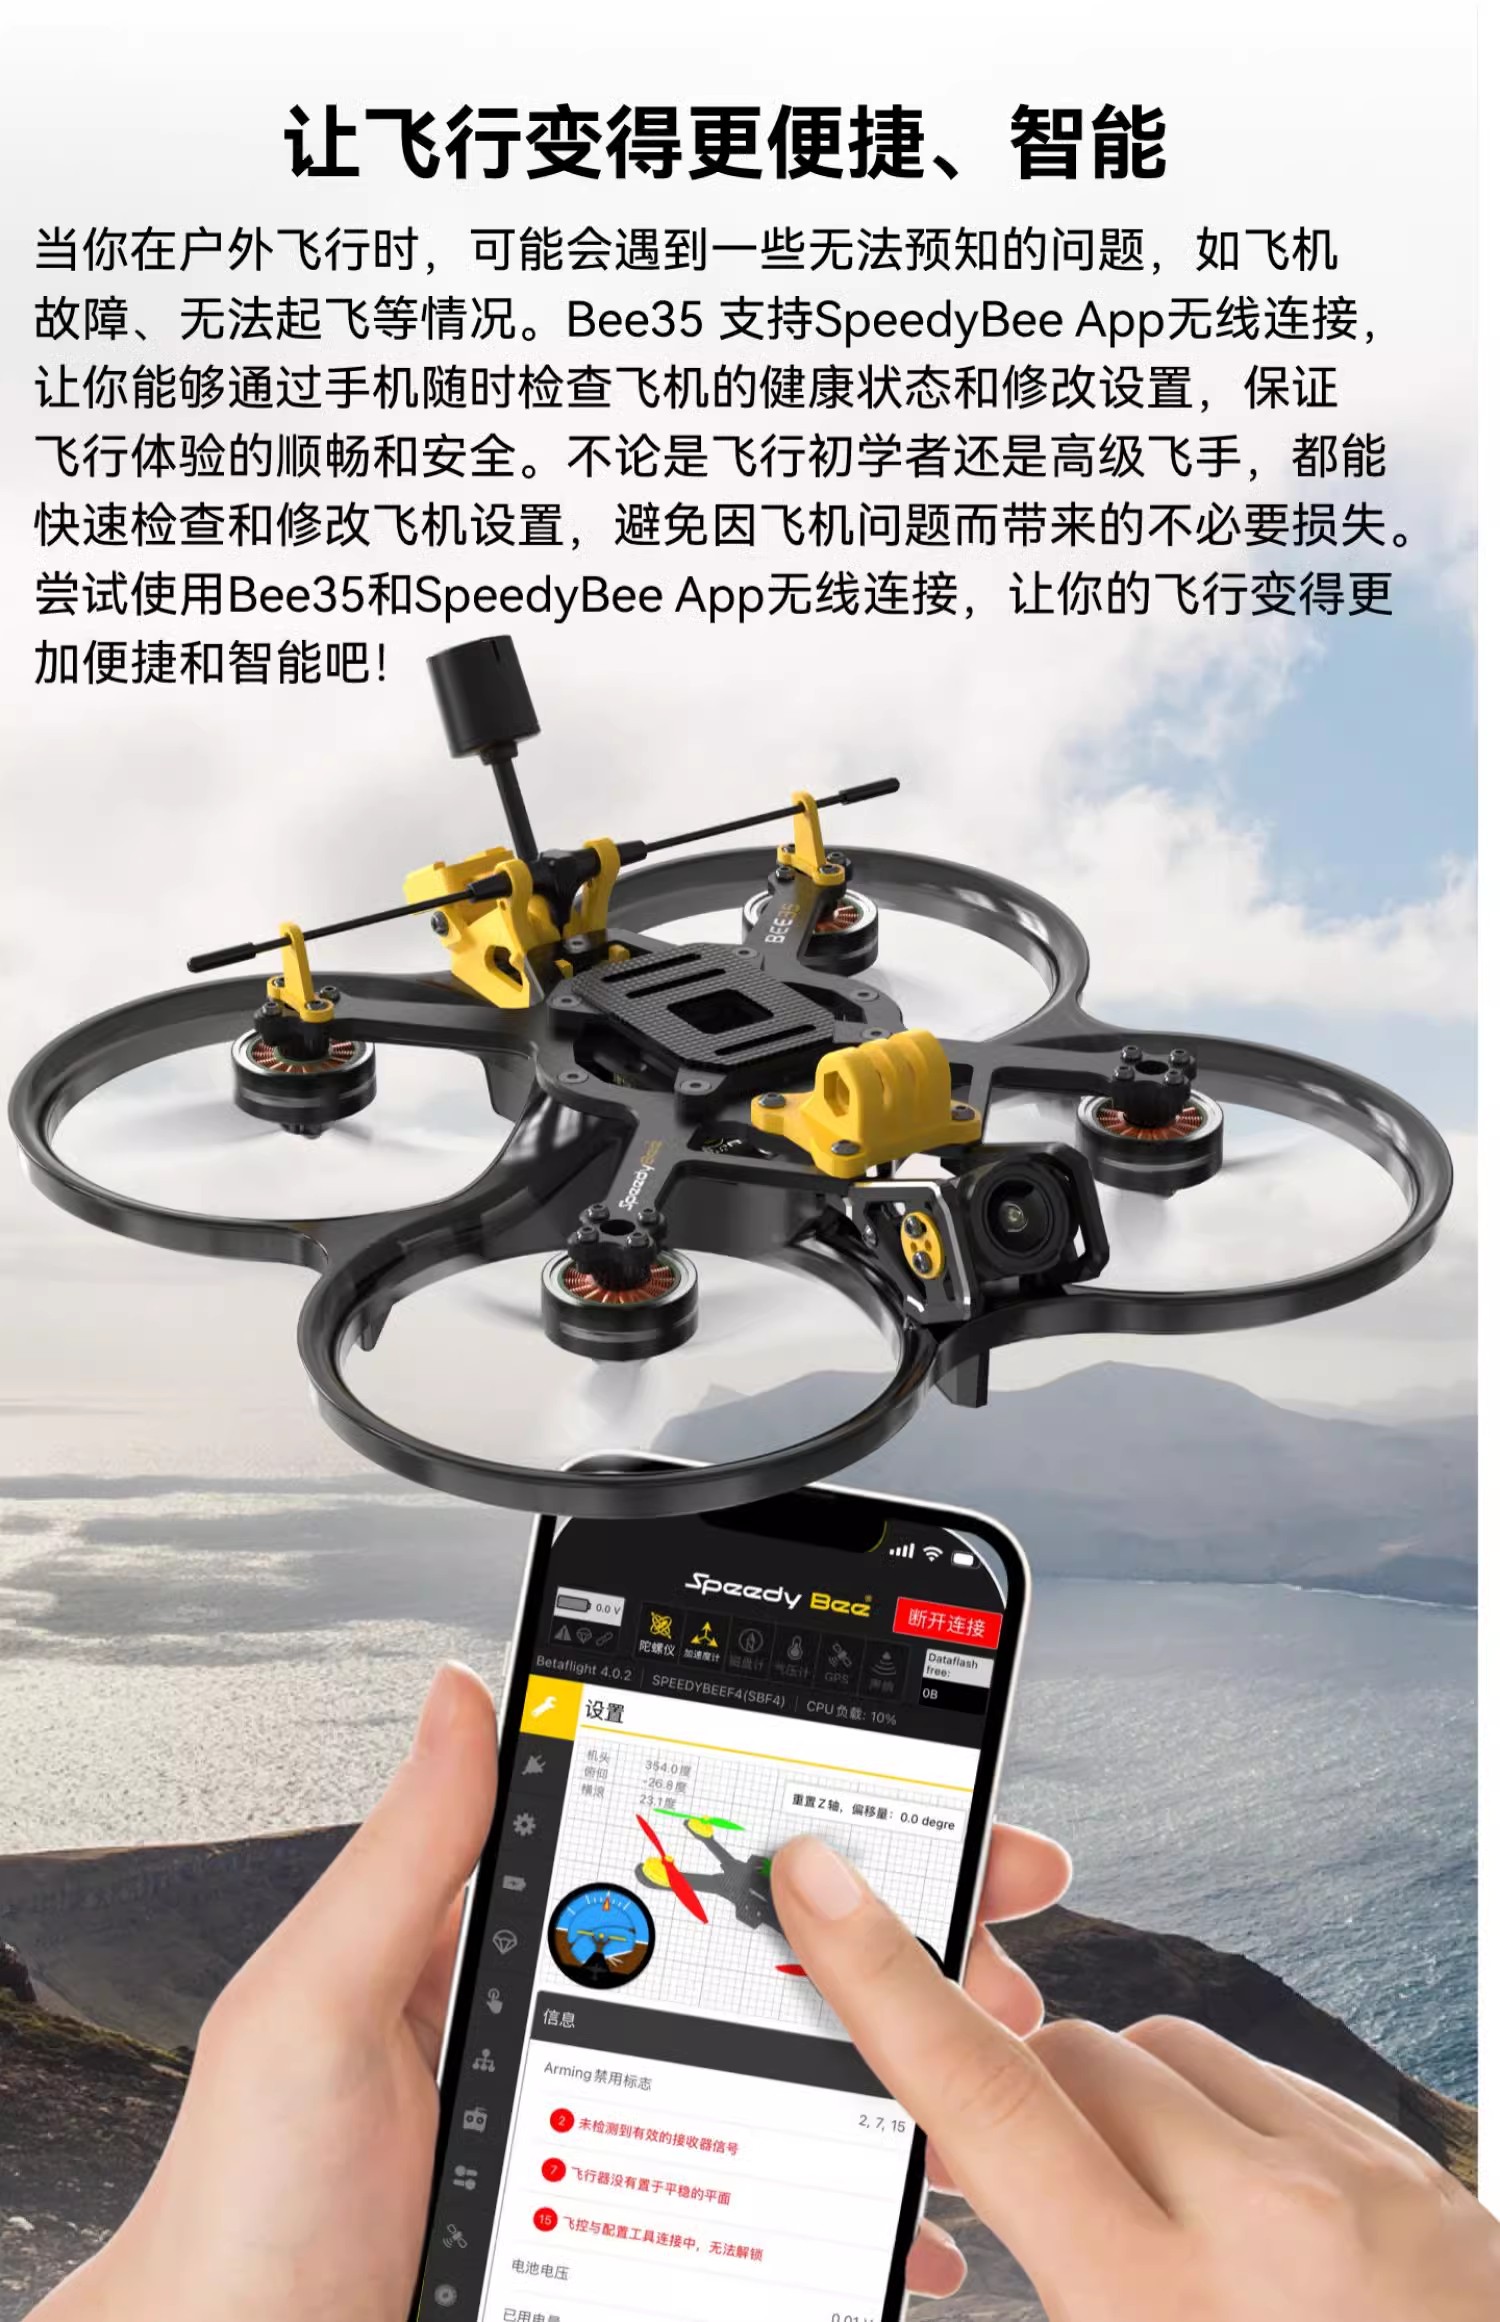 让飞行变得更便捷、智能
当你在户外飞行时，可能会遇到一些无法预知的问题，如飞机
故障、无法起飞等情况。Bee35 支持SpeedyBee App无线连接，
让你能够通过手机随时检查飞机的健康状态和修改设置，保证
飞行体验的顺畅和安全。不论是飞行初学者还是高级飞手，都能
快速检查和修改飞机设置，避免因飞机问题而带来的不必要损失。
尝试使用Bee35和SpeedyBee App无线连接，让你的飞行变得更
加便捷和智能吧！
BEE35
SpeedyBee
Speedy Bee®
断开连接
0.0 V
陀螺仪 加速度计 磁盘计 气压计 GPS 声呐
Dataflash
free:
0B
Betaflight 4.0.2 | SPEEDYBEEF4(SBF4) | CPU 负载: 10%
设置
机头 354.0度
俯仰 -26.8度
横滚 23.1度
重置 Z 轴，偏移量：0.0 degre
信息
Arming 禁用标志
2, 7, 15
2 未检测到有效的接收器信号
7 飞行器没有置于平稳的平面
15 飞控与配置工具连接中，无法解锁
电池电压
0.01 V
已用电量